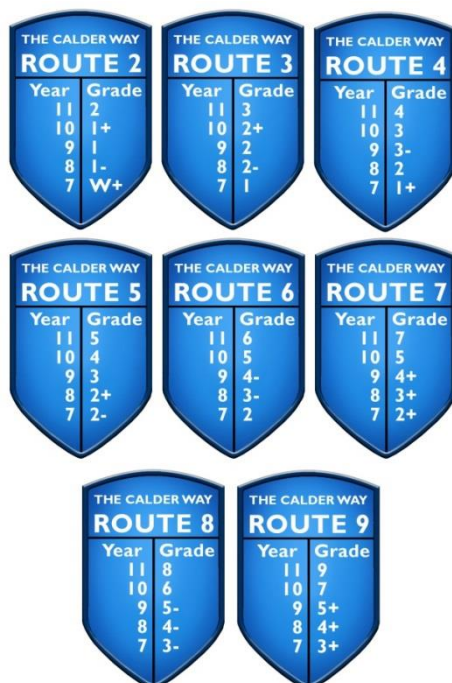 THE CALDER WAY
ROUTE 2
Year Grade
11 2
10 1+
9 1
8 1-
7 W+
THE CALDER WAY
ROUTE 3
Year Grade
11 3
10 2+
9 2
8 2-
7 1
THE CALDER WAY
ROUTE 4
Year Grade
11 4
10 3
9 3-
8 2
7 1+
THE CALDER WAY
ROUTE 5
Year Grade
11 5
10 4
9 3
8 2+
7 2-
THE CALDER WAY
ROUTE 6
Year Grade
11 6
10 5
9 4-
8 3-
7 2
THE CALDER WAY
ROUTE 7
Year Grade
11 7
10 5
9 4+
8 3+
7 2+
THE CALDER WAY
ROUTE 8
Year Grade
11 8
10 6
9 5-
8 4-
7 3-
THE CALDER WAY
ROUTE 9
Year Grade
11 9
10 7
9 5+
8 4+
7 3+